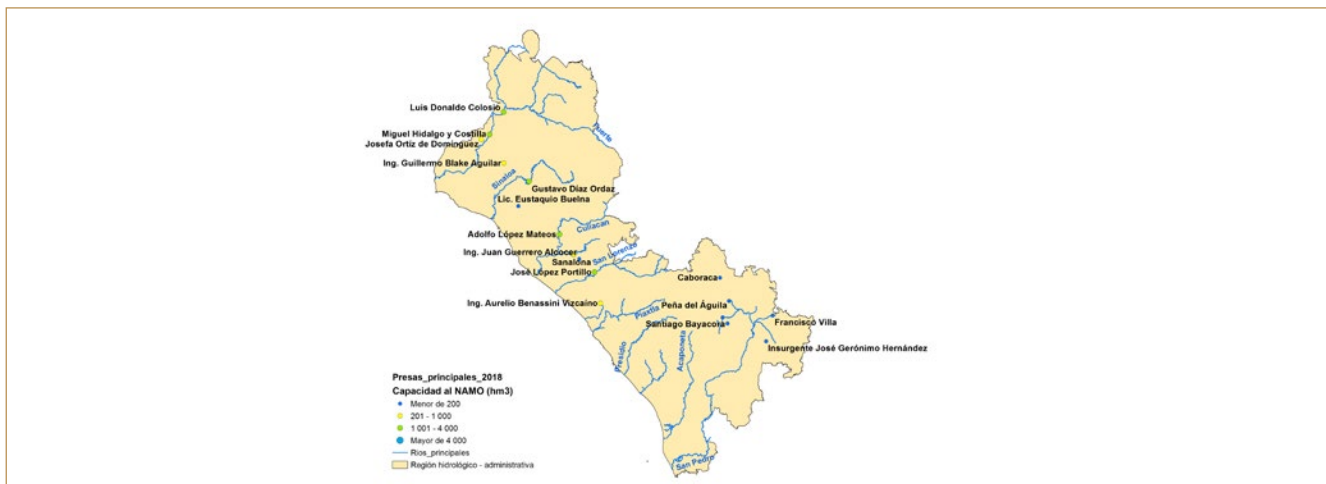 Luis Donaldo Colosio
Fuerte
Miguel Hidalgo y Costilla
Josefa Ortíz de Domínguez
Ing. Guillermo Blake Aguilar
Sinaloa
Gustavo Díaz Ordaz
Lic. Eustaquio Buelna
Culiacan
Adolfo López Mateos
Ing. Juan Guerrero Alcocer
San Lorenzo
Sanalona
José López Portillo
Caboraca
Ing. Aurelio Benassini Vizcaíno
Peña del Águila
Piaxtla
Francisco Villa
Santiago Bayacora
Insurgente José Gerónimo Hernández
Presidio
Acaponeta
San Pedro
Presas_principales_2018
Capacidad al NAMO (hm3)
Menor de 200
201 - 1 000
1 001 - 4 000
Mayor de 4 000
Rios_principales
Región hidrológico - administrativa